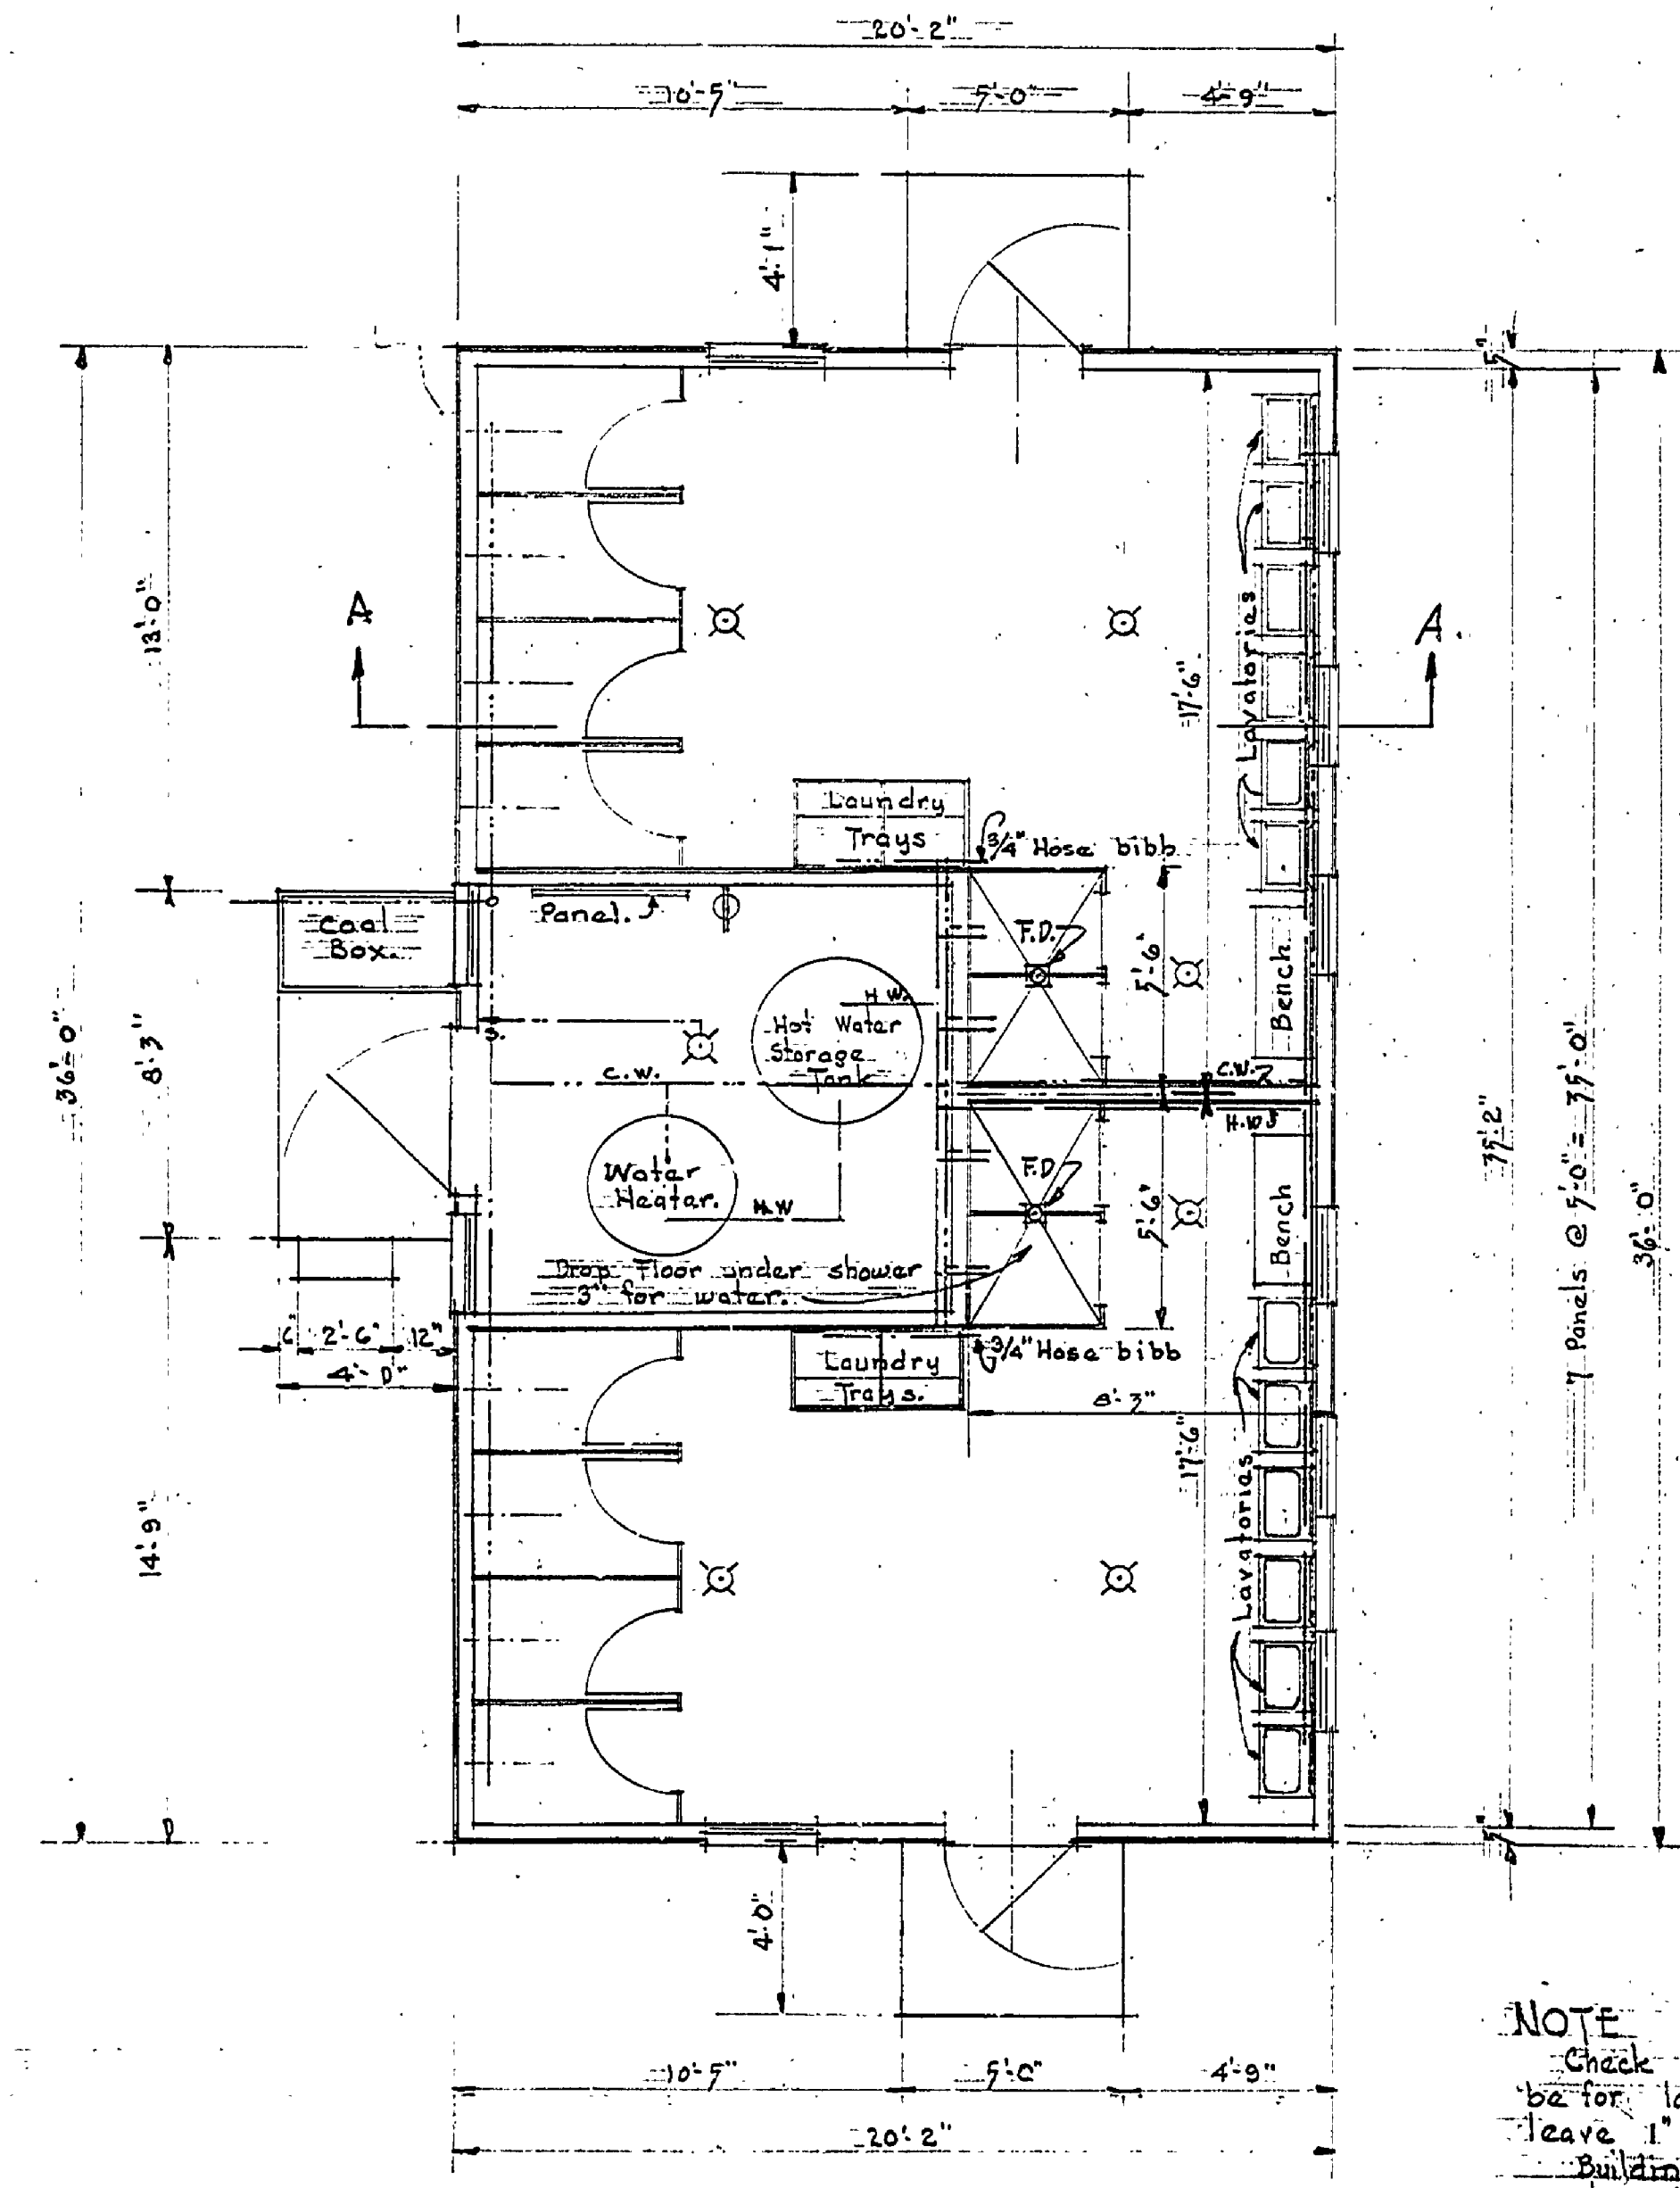 20'-2"
10'-5" 5'-0" 4'-9"
4'-1"
5"
13'-0"
A
A.
Lavatories
17'-6"
Laundry
Trays
3/4" Hose bibb
Coal
Box.
Panel.
F.D.
5'-6"
Bench
H.W.
Hot Water
Storage
Tank
S.
C.W.
C.W.
H.W
36'-0"
8'-3"
35'-2"
7 Panels @ 5'-0" = 35'-0"
36'-0"
Water
Heater.
H.W
F.D
5'-6"
Bench
Drop Floor under shower
3" for water.
6" 2'-6" 12"
4'-0"
3/4" Hose bibb
Laundry
Trays.
8'-3"
17'-6"
Lavatories
14'-9"
5"
4'-0"
10'-5" 5'-0" 4'-9"
20'-2"
NOTE
Check
be for
leave 1"